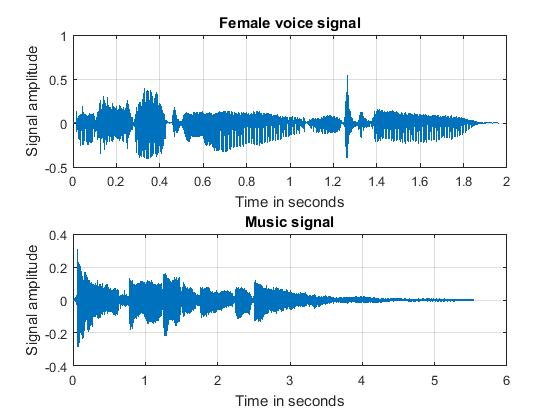 Female voice signal
1
0.5
0
-0.5
Signal amplitude
0 0.2 0.4 0.6 0.8 1 1.2 1.4 1.6 1.8 2
Time in seconds
Music signal
0.4
0.2
0
-0.2
-0.4
Signal amplitude
0 1 2 3 4 5 6
Time in seconds